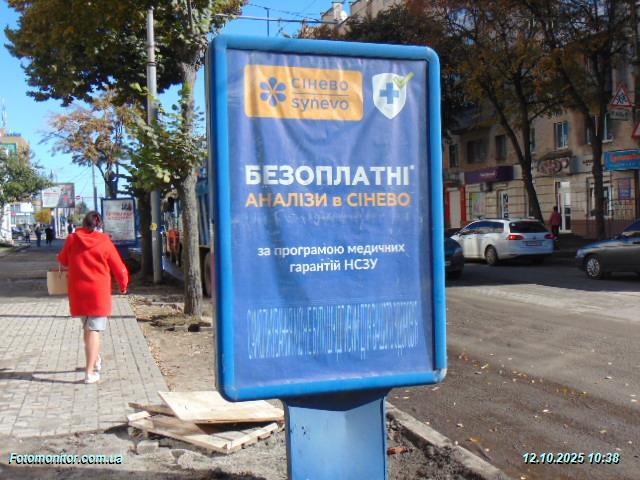 сінево
synevo
БЕЗОПЛАТНІ*
АНАЛІЗИ в СІНЕВО
за програмою медичних
гарантій НСЗУ
Fotomonitor.com.ua
12.10.2025 10:38